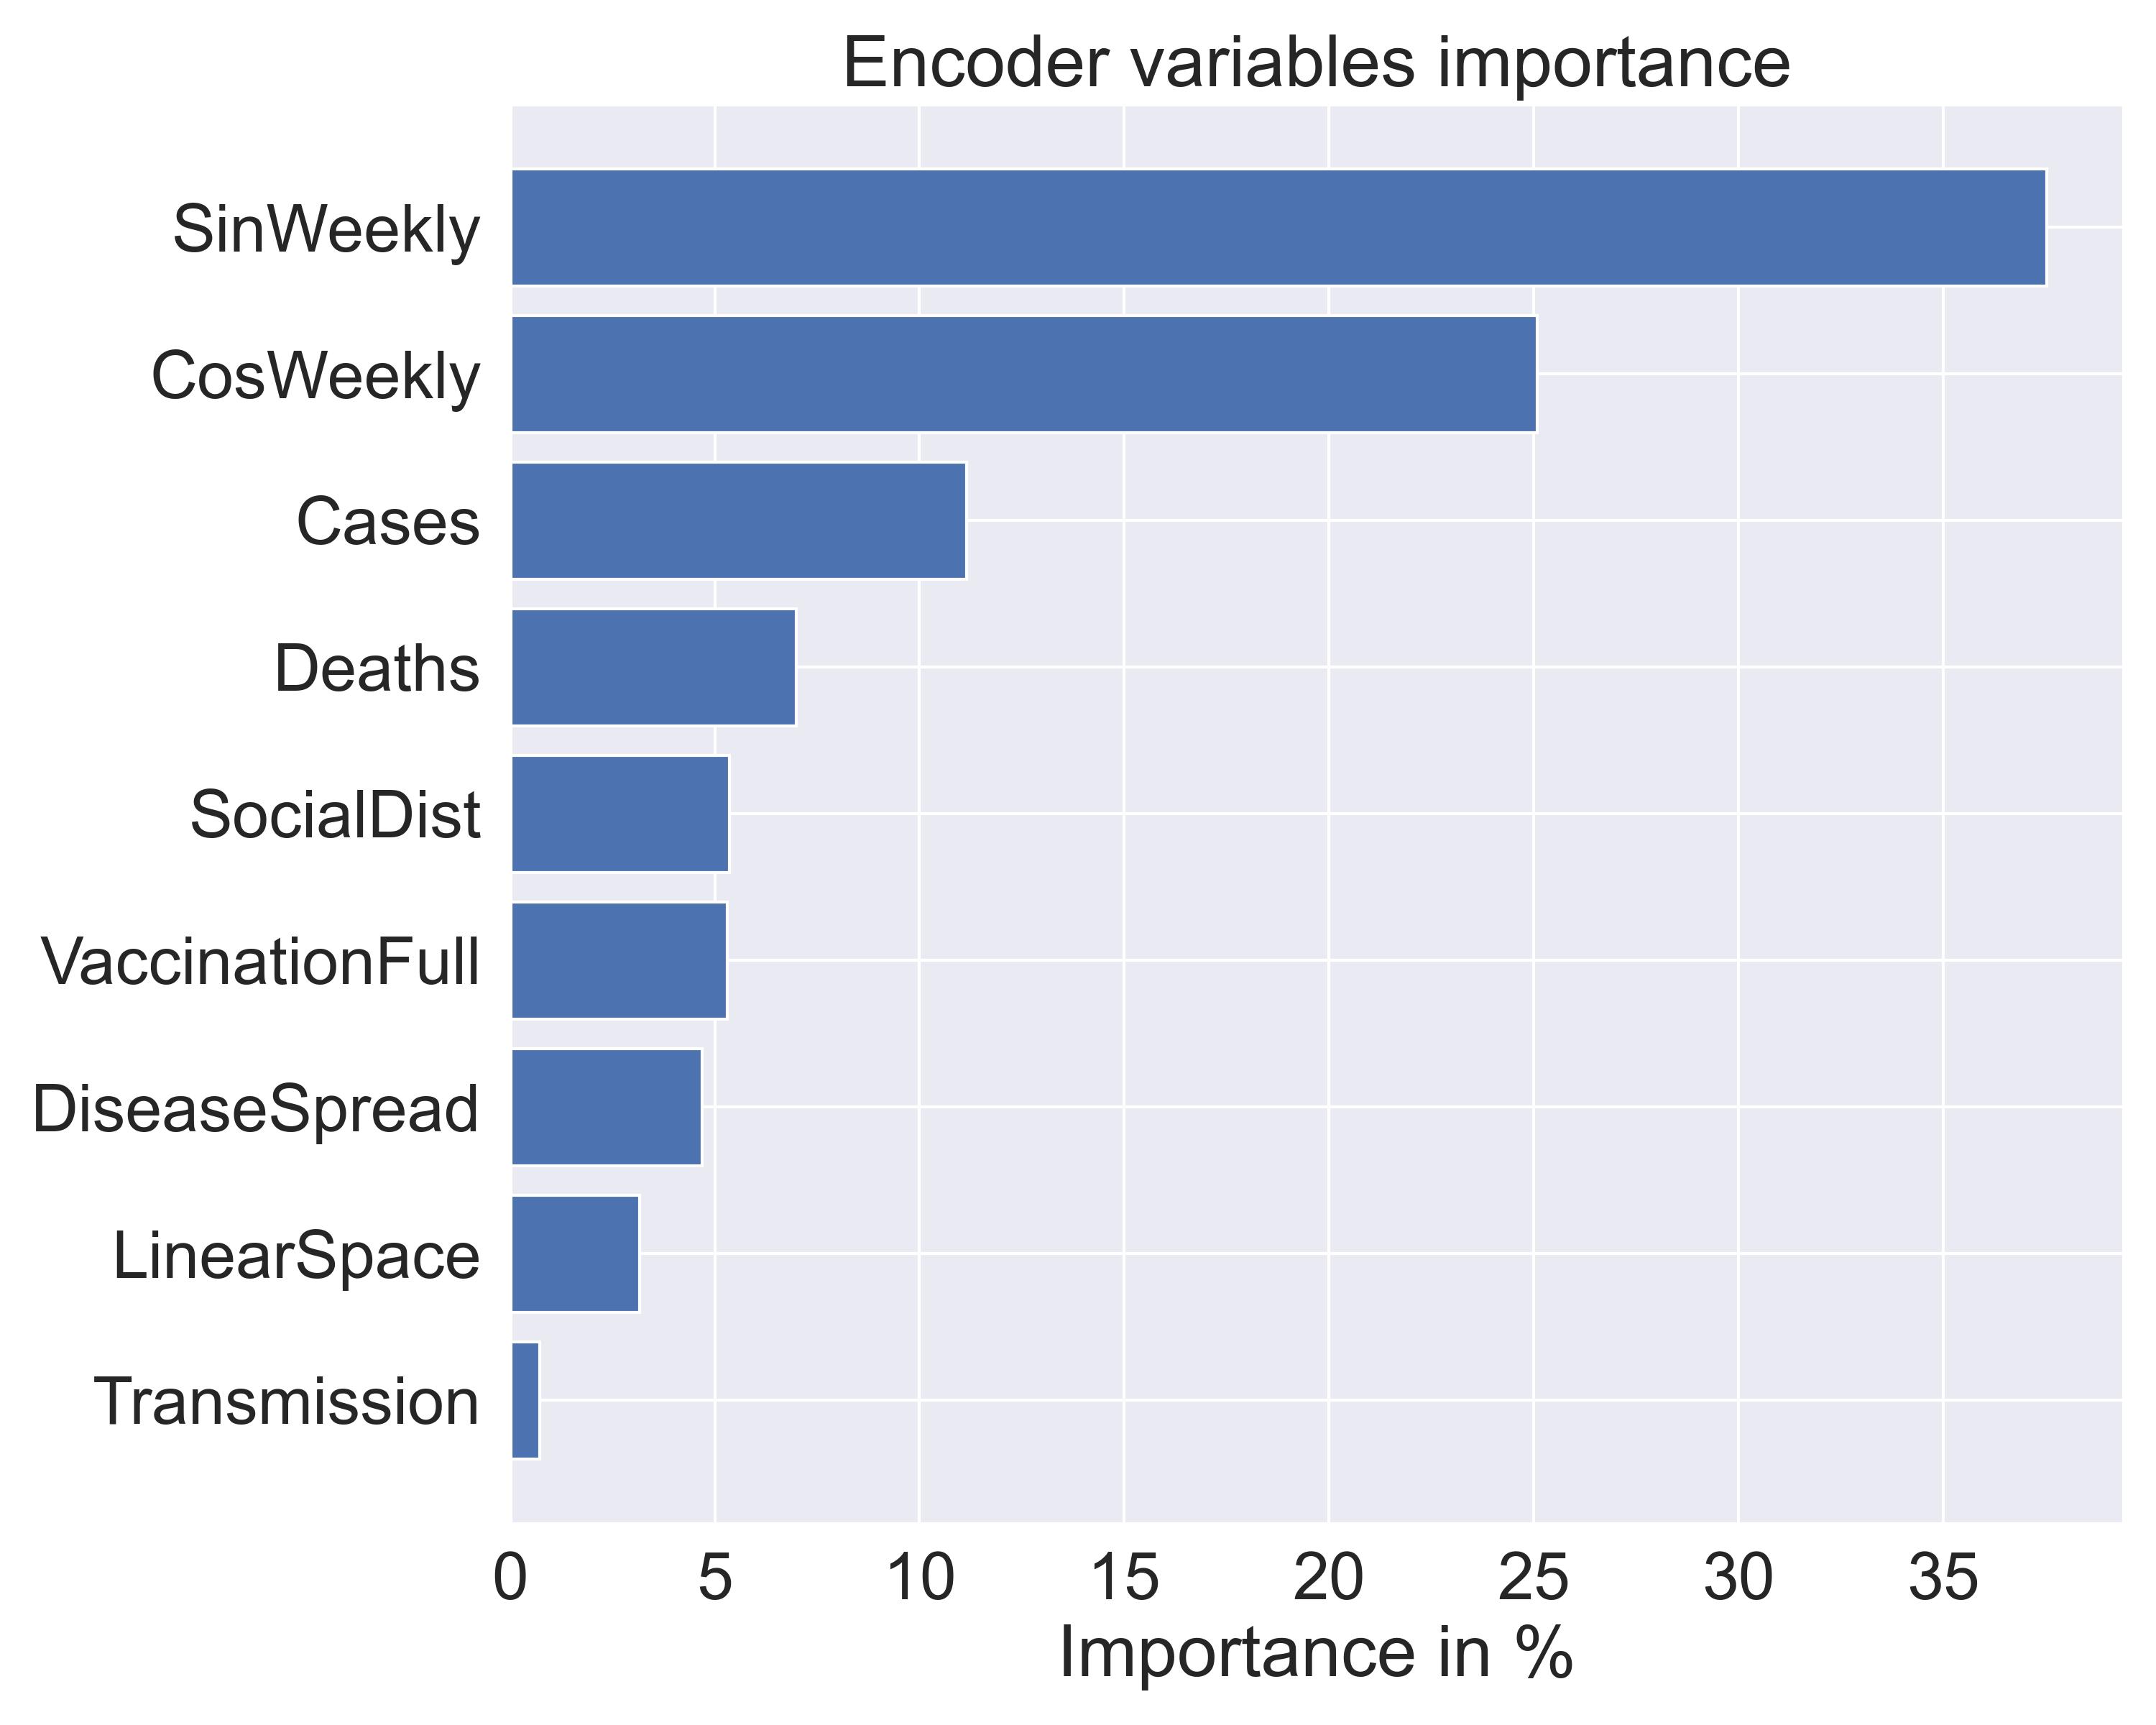 Encoder variables importance
SinWeekly
CosWeekly
Cases
Deaths
SocialDist
VaccinationFull
DiseaseSpread
LinearSpace
Transmission
0 5 10 15 20 25 30 35
Importance in %